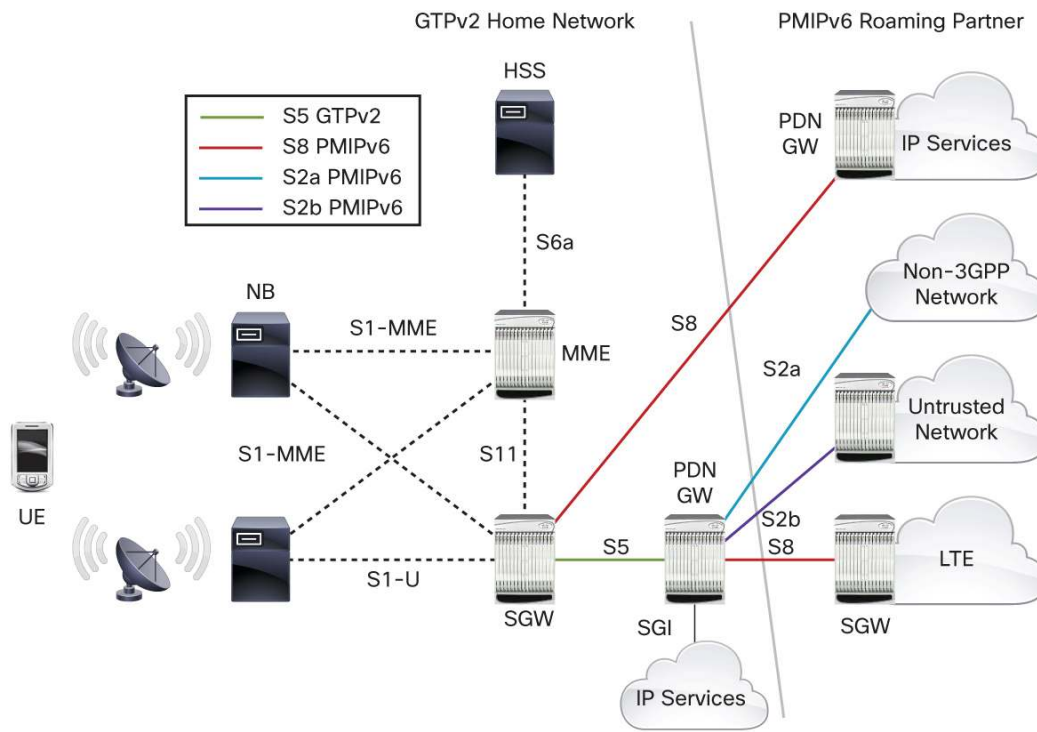 GTPv2 Home Network
PMIPv6 Roaming Partner
HSS
S5 GTPv2
S8 PMIPv6
S2a PMIPv6
S2b PMIPv6
PDN
GW
IP Services
S6a
Non-3GPP
Network
NB
S1-MME
MME
S8
S2a
Untrusted
Network
S1-MME
S11
PDN
GW
UE
S2b
S5
S8
LTE
S1-U
SGW
SGI
SGW
IP Services